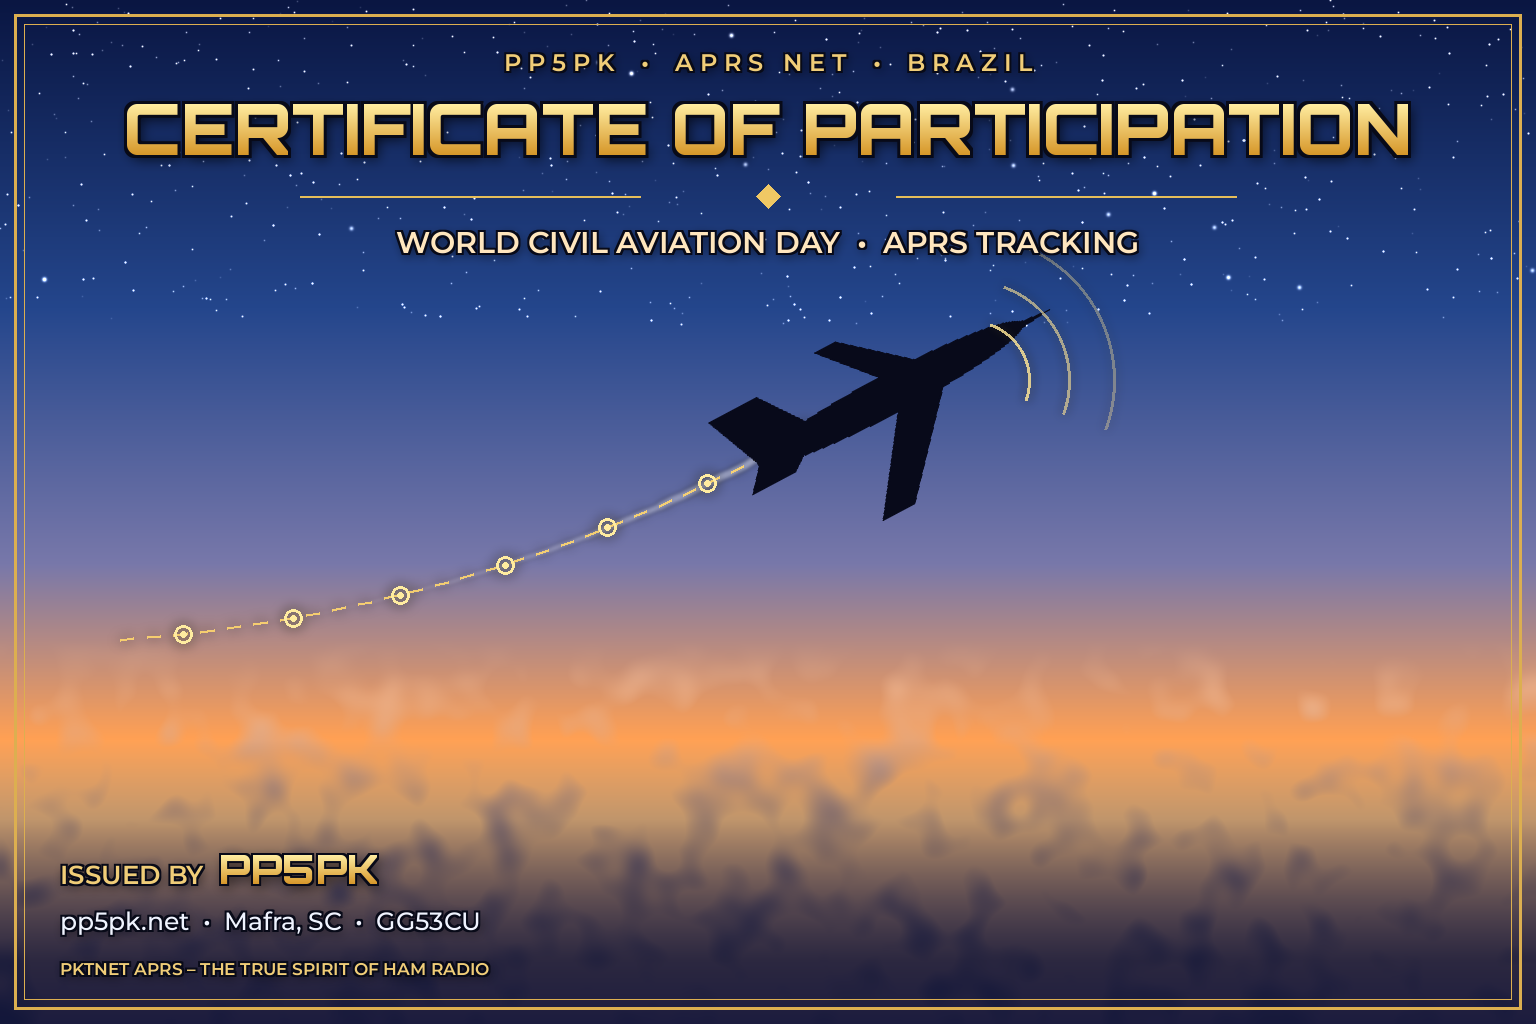 PP5PK • APRS NET • BRAZIL
CERTIFICATE OF PARTICIPATION
WORLD CIVIL AVIATION DAY • APRS TRACKING
ISSUED BY PP5PK
pp5pk.net • Mafra, SC • GG53CU
PKTNET APRS – THE TRUE SPIRIT OF HAM RADIO